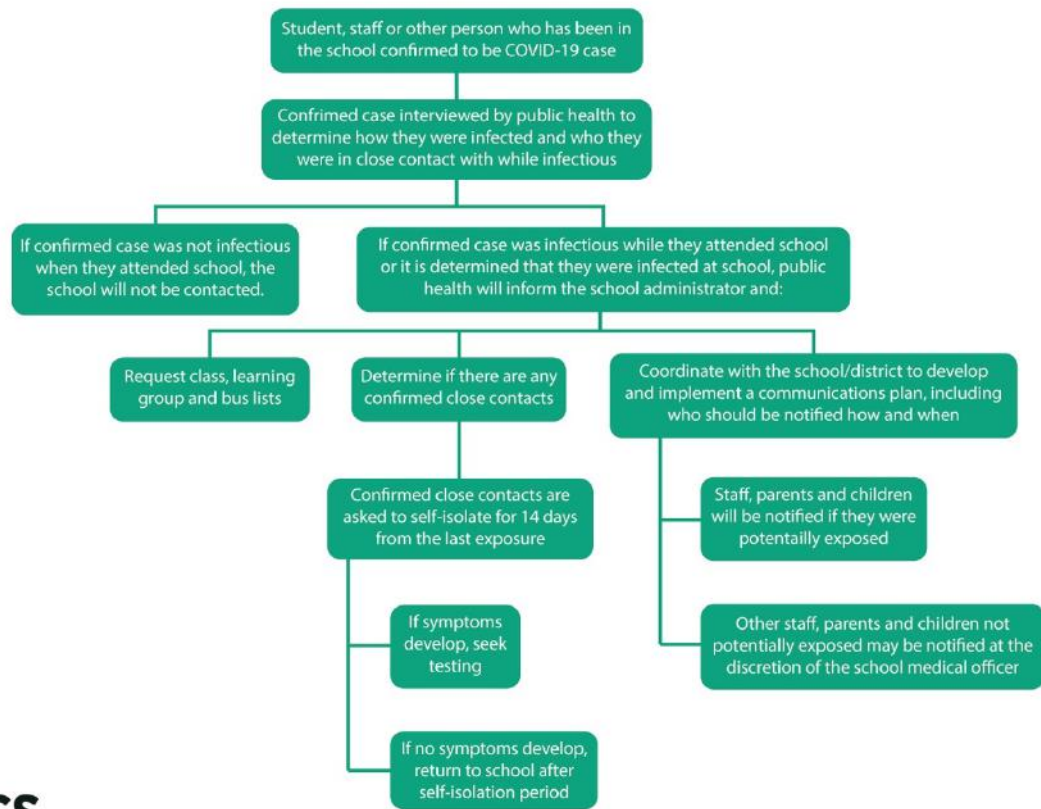 Student, staff or other person who has been in
the school confirmed to be COVID-19 case
Confrimed case interviewed by public health to
determine how they were infected and who they
were in close contact with while infectious
If confirmed case was not infectious
when they attended school, the
school will not be contacted.
If confirmed case was infectious while they attended school
or it is determined that they were infected at school, public
health will inform the school administrator and:
Request class, learning
group and bus lists
Determine if there are any
confirmed close contacts
Coordinate with the school/district to develop
and implement a communications plan, including
who should be notified how and when
Confirmed close contacts are
asked to self-isolate for 14 days
from the last exposure
Staff, parents and children
will be notified if they were
potentailly exposed
If symptoms
develop, seek
testing
Other staff, parents and children not
potentially exposed may be notified at the
discretion of the school medical officer
If no symptoms develop,
return to school after
self-isolation period